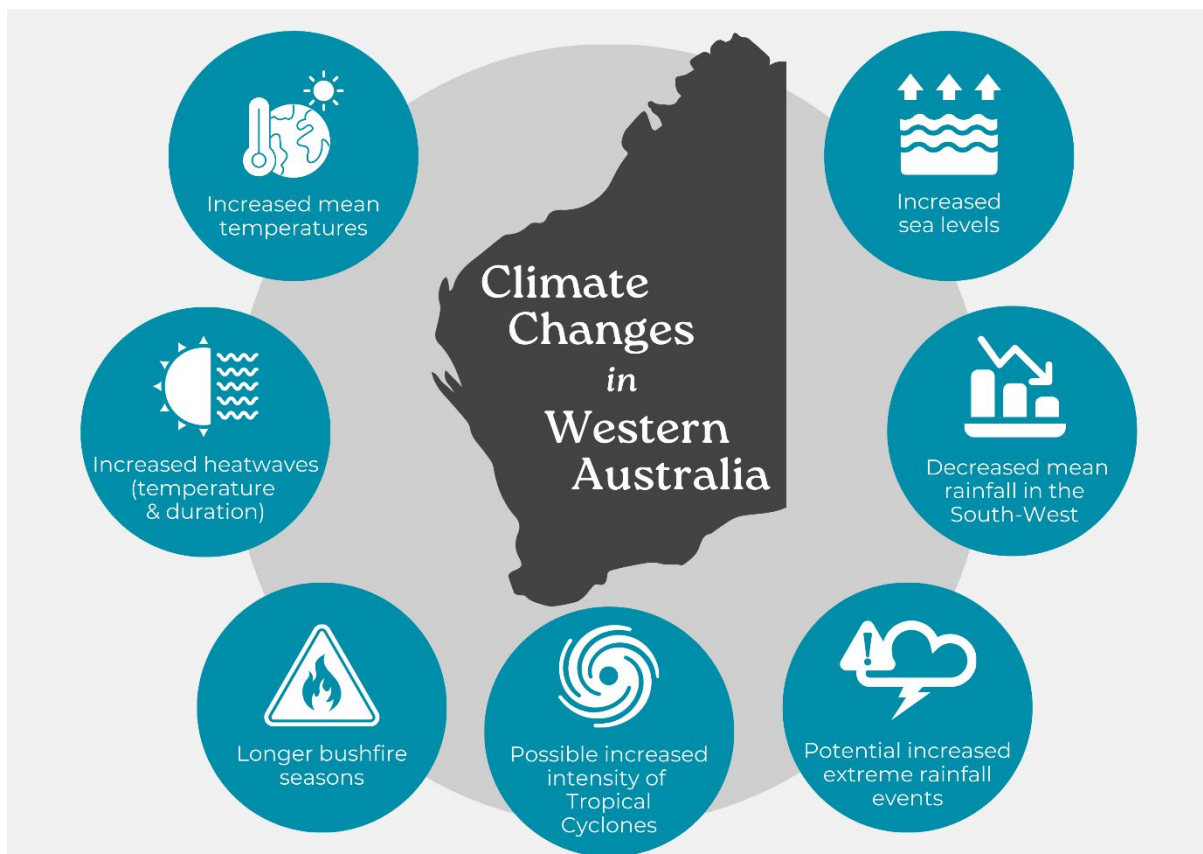 Climate
Changes
in
Western
Australia
Increased mean
temperatures
Increased
sea levels
Increased heatwaves
(temperature
& duration)
Decreased mean
rainfall in the
South-West
Longer bushfire
seasons
Possible increased
intensity of
Tropical
Cyclones
Potential increased
extreme rainfall
events